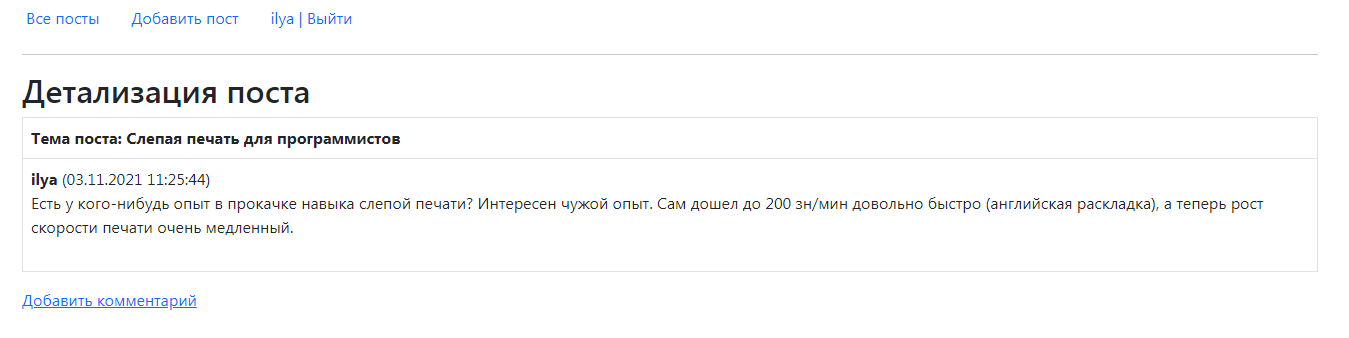 Все посты Добавить пост ilya | Выйти
Детализация поста
Тема поста: Слепая печать для программистов
ilya (03.11.2021 11:25:44)
Есть у кого-нибудь опыт в прокачке навыка слепой печати? Интересен чужой опыт. Сам дошел до 200 зн/мин довольно быстро (английская раскладка), а теперь рост
скорости печати очень медленный.
Добавить комментарий